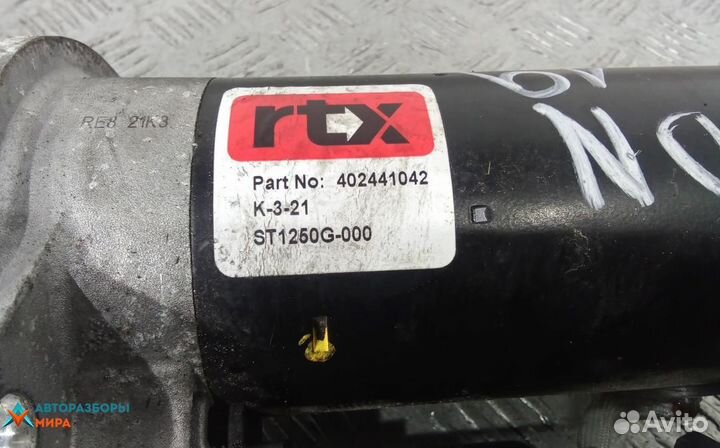 rtx
Part No: 402441042
K-3-21
ST1250G-000
RE8 21K3
АВТОРАЗБОРЫ
МИРА
Avito